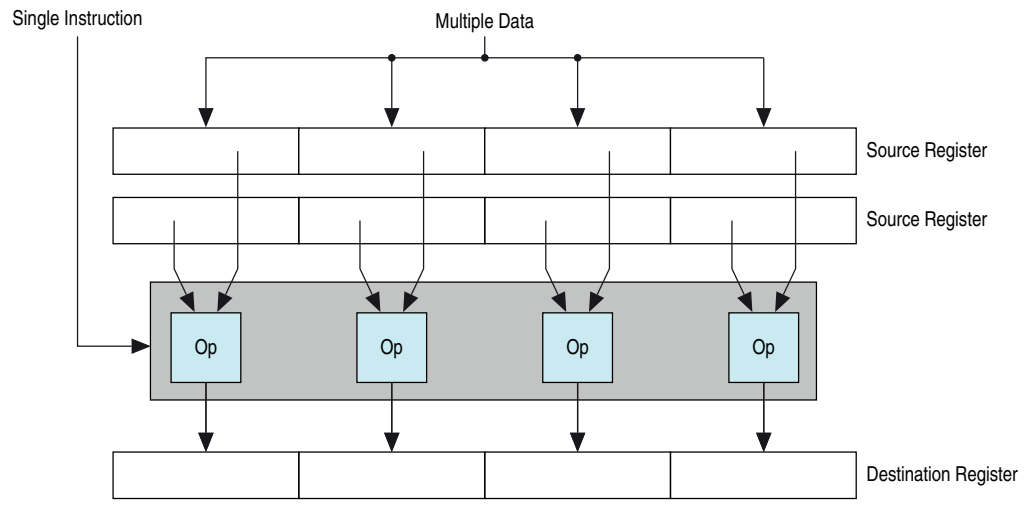 Single Instruction
Multiple Data
Source Register
Source Register
Op
Op
Op
Op
Destination Register